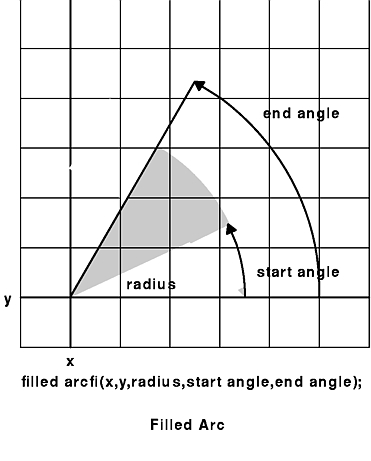 end angle
start angle
radius
y
x
filled arcfi(x,y,radius,start angle,end angle);
Filled Arc